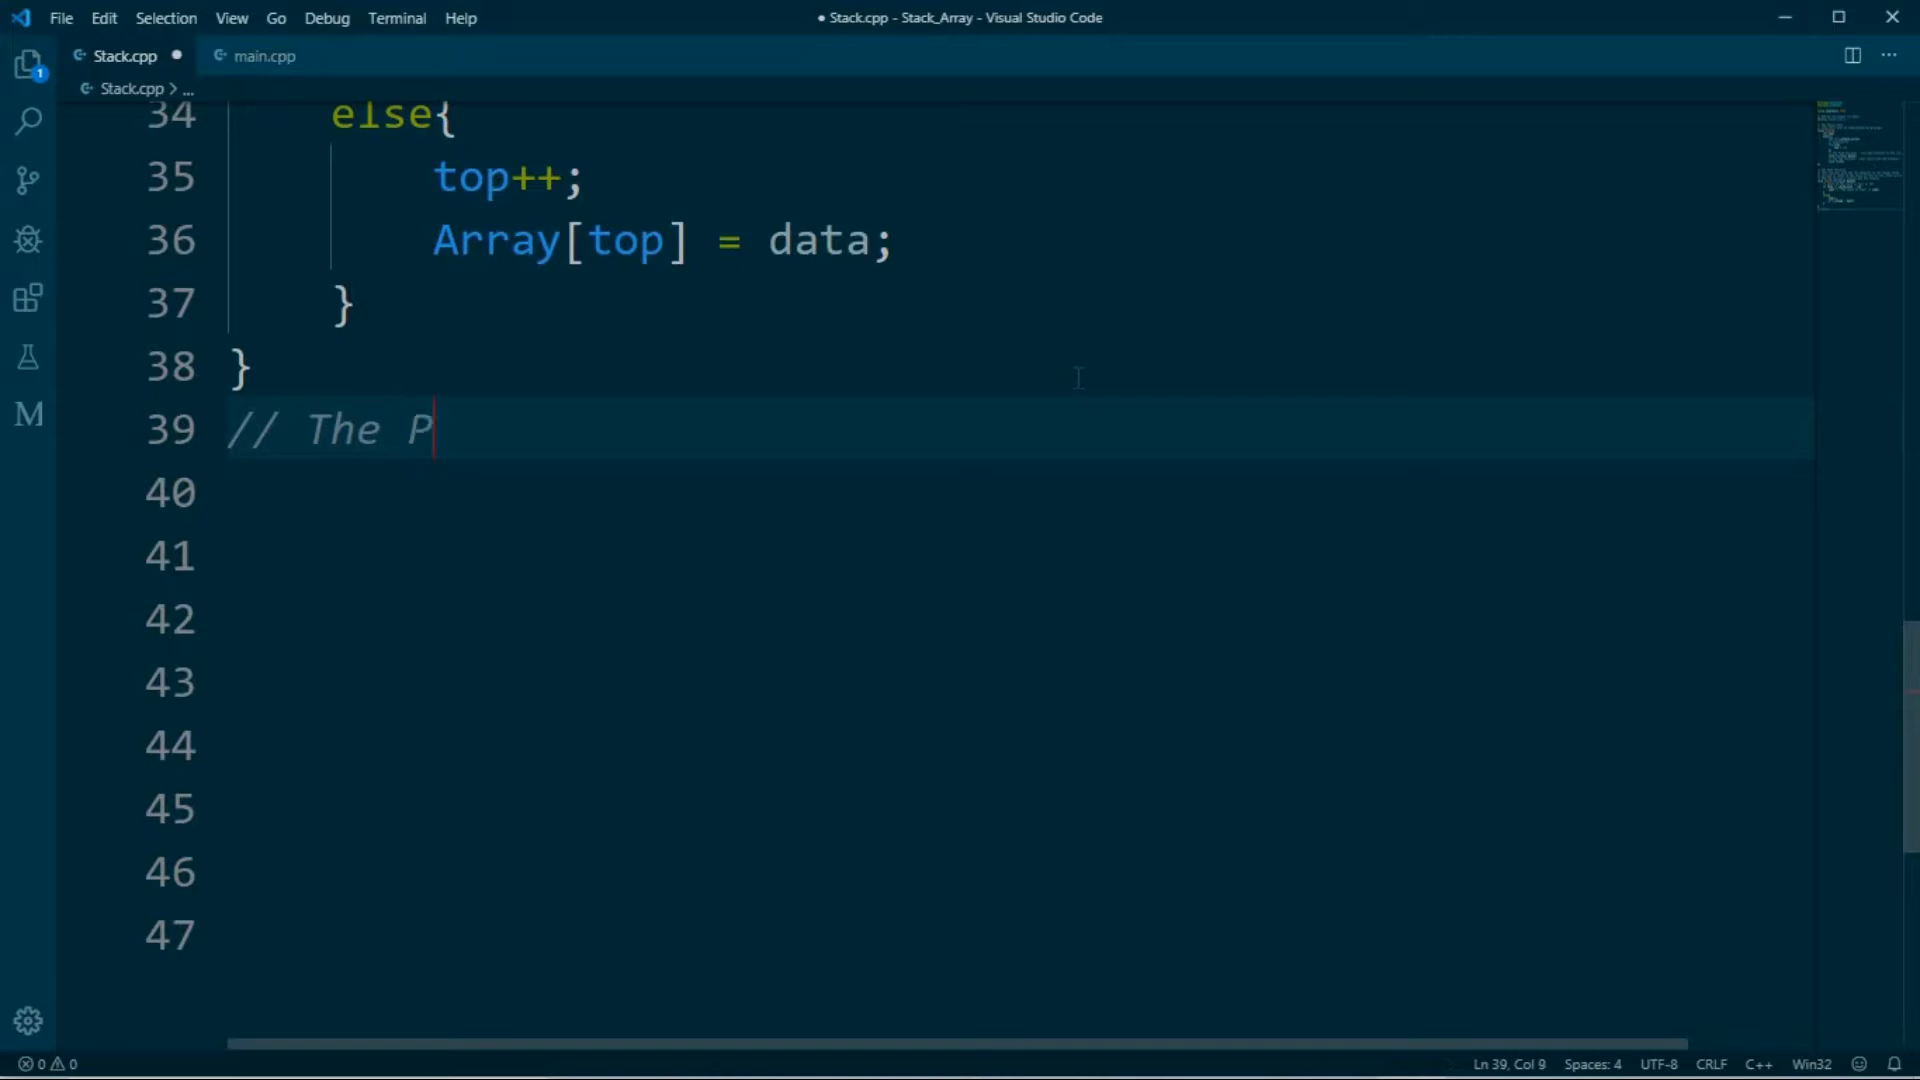 File Edit Selection View Go Debug Terminal Help
● Stack.cpp - Stack_Array - Visual Studio Code
Stack.cpp ●
main.cpp
Stack.cpp > ...
1
M
34 else{
35 top++;
36 Array[top] = data;
37 }
38 }
39 // The P
40
41
42
43
44
45
46
47
0 0
Ln 39, Col 9 Spaces: 4 UTF-8 CRLF C++ Win32